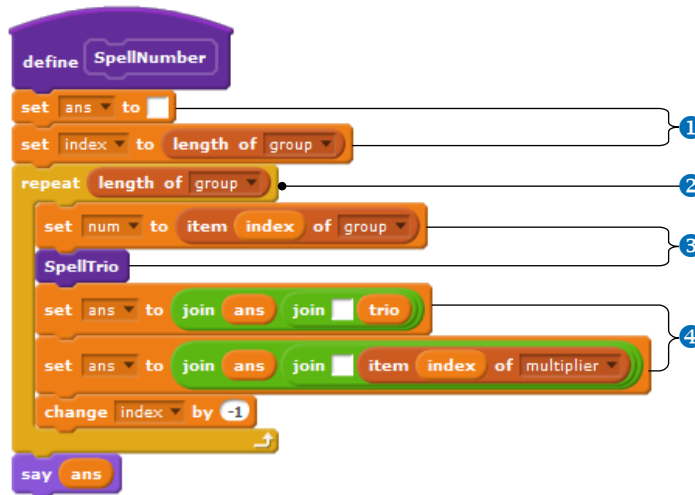 define SpellNumber
set ans to
1
set index to length of group
repeat length of group
2
set num to item index of group
3
SpellTrio
set ans to join ans join trio
4
set ans to join ans join item index of multiplier
change index by -1
say ans